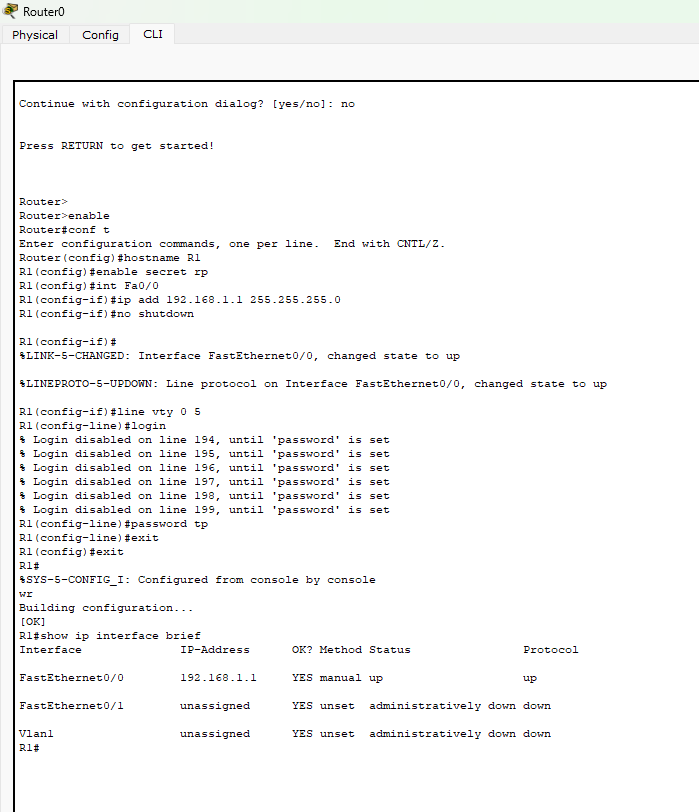 Router0
Physical Config CLI
Continue with configuration dialog? [yes/no]: no
Press RETURN to get started!
Router>
Router>enable
Router#conf t
Enter configuration commands, one per line.  End with CNTL/Z.
Router(config)#hostname R1
R1(config)#enable secret rp
R1(config)#int Fa0/0
R1(config-if)#ip add 192.168.1.1 255.255.255.0
R1(config-if)#no shutdown
R1(config-if)#
%LINK-5-CHANGED: Interface FastEthernet0/0, changed state to up
%LINEPROTO-5-UPDOWN: Line protocol on Interface FastEthernet0/0, changed state to up
R1(config-if)#line vty 0 5
R1(config-line)#login
% Login disabled on line 194, until 'password' is set
% Login disabled on line 195, until 'password' is set
% Login disabled on line 196, until 'password' is set
% Login disabled on line 197, until 'password' is set
% Login disabled on line 198, until 'password' is set
% Login disabled on line 199, until 'password' is set
R1(config-line)#password tp
R1(config-line)#exit
R1(config)#exit
R1#
%SYS-5-CONFIG_I: Configured from console by console
wr
Building configuration...
[OK]
R1#show ip interface brief
Interface              IP-Address      OK? Method Status                Protocol
FastEthernet0/0        192.168.1.1     YES manual up                    up
FastEthernet0/1        unassigned      YES unset  administratively down down
Vlan1                  unassigned      YES unset  administratively down down
R1#